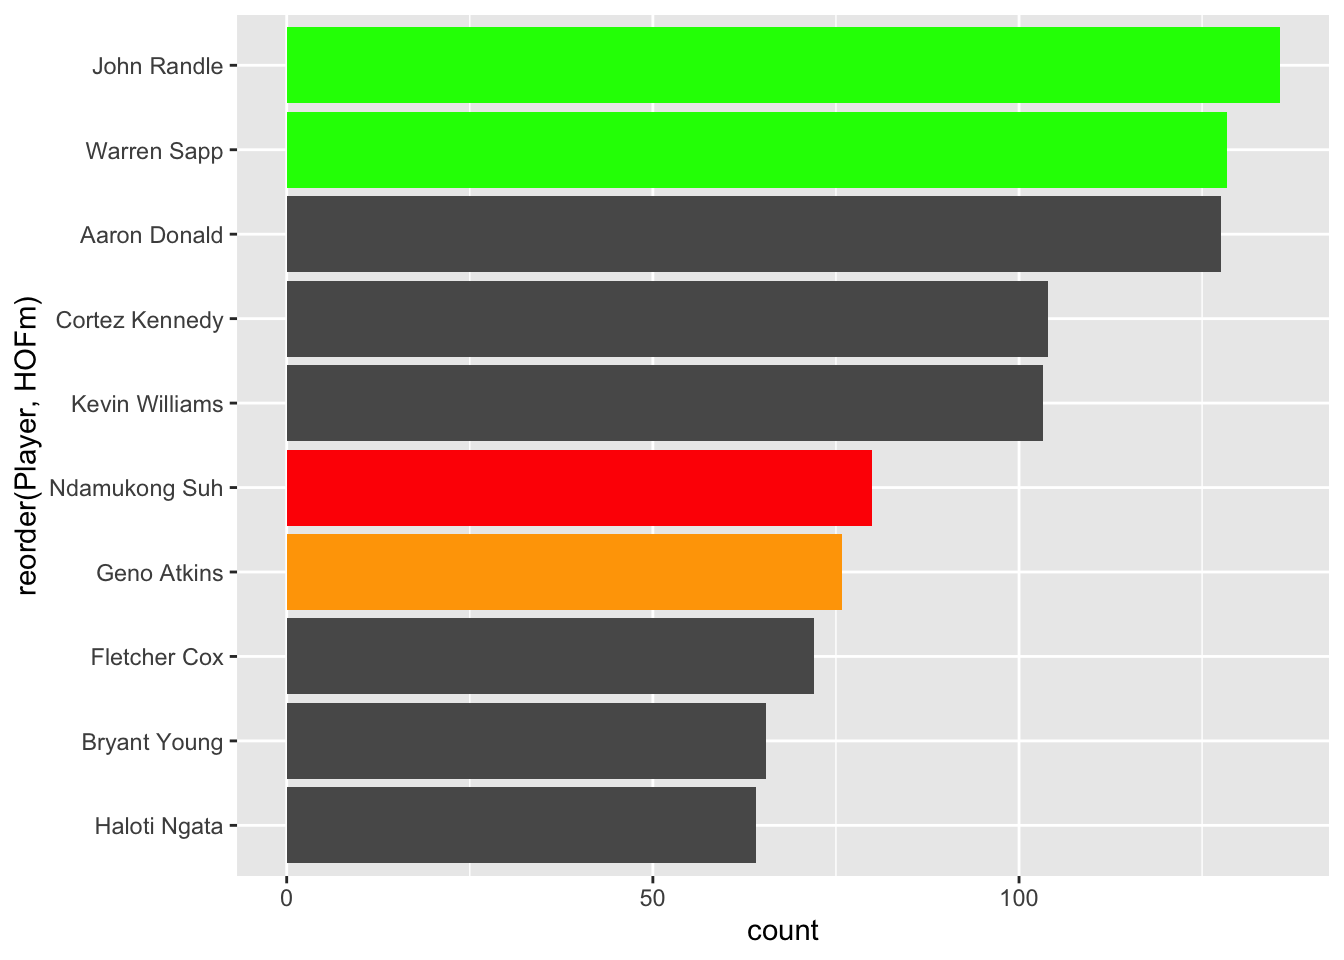 John Randle
Warren Sapp
Aaron Donald
Cortez Kennedy
Kevin Williams
Ndamukong Suh
Geno Atkins
Fletcher Cox
Bryant Young
Haloti Ngata
reorder(Player, HOFm)
0 50 100
count